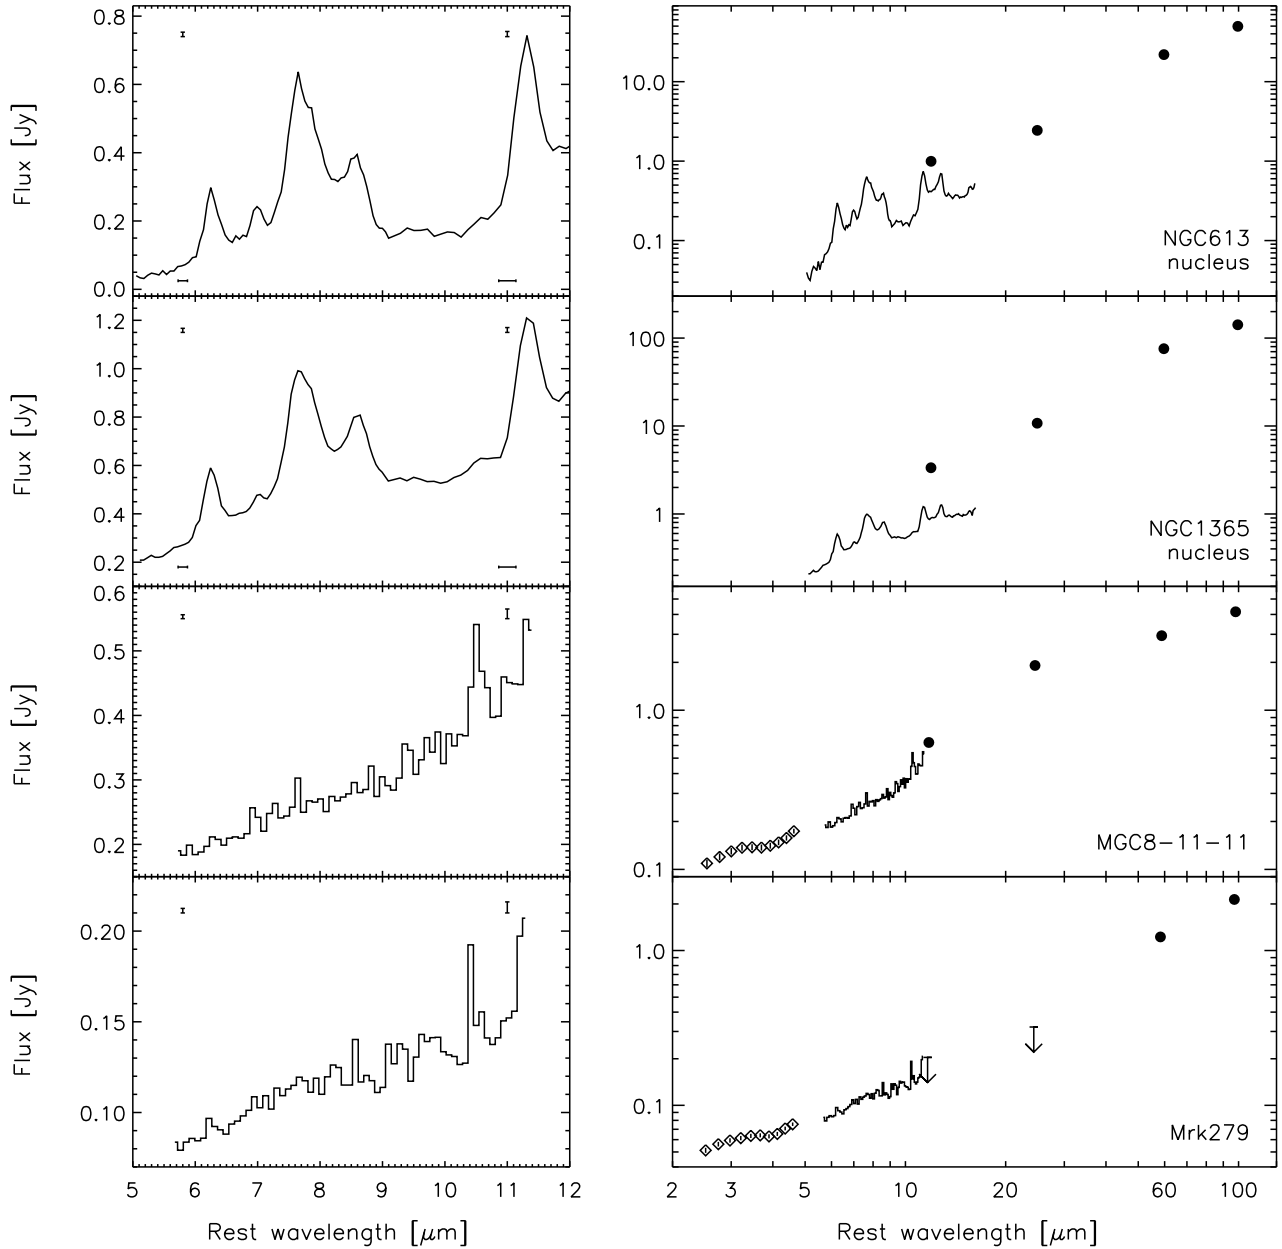 0.8
0.6
0.4
0.2
0.0
Flux [Jy]
10.0
1.0
0.1
NGC613
nucleus
1.2
1.0
0.8
0.6
0.4
0.2
Flux [Jy]
100
10
1
NGC1365
nucleus
0.6
0.5
0.4
0.3
0.2
Flux [Jy]
1.0
0.1
MGC8-11-11
0.20
0.15
0.10
Flux [Jy]
1.0
0.1
Mrk279
5 6 7 8 9 10 11 12
Rest wavelength [μm]
2 3 5 10 20 60 100
Rest wavelength [μm]